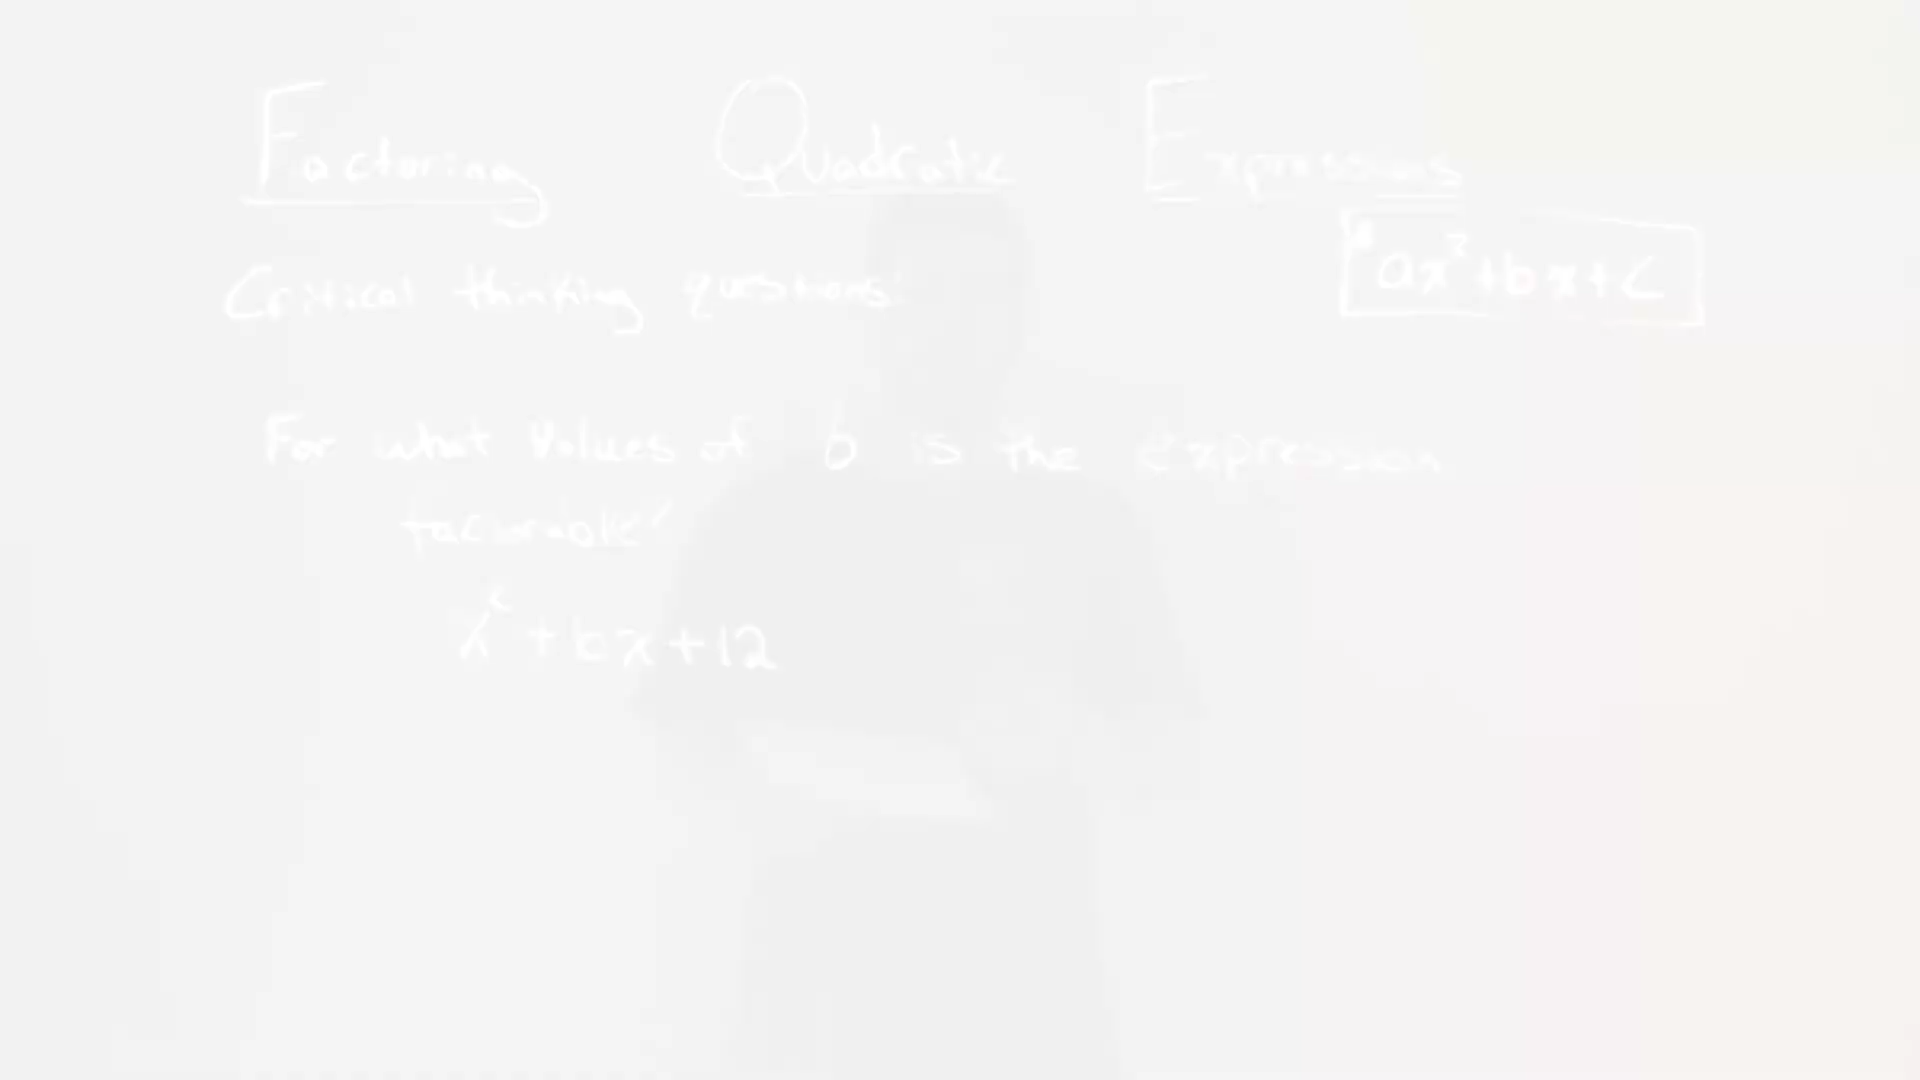 Factoring Quadratic Expressions
ax² + bx + c
Critical thinking questions:
For what values of b is the expression
factorable?
x² + bx + 12